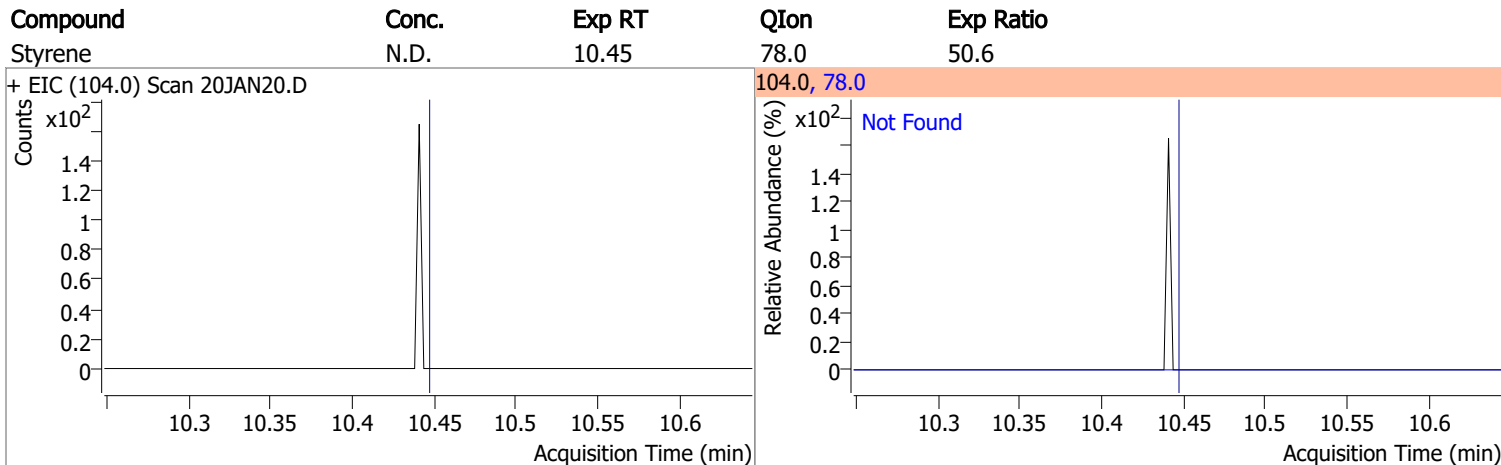 Compound Conc. Exp RT QIon Exp Ratio
Styrene N.D. 10.45 78.0 50.6
+ EIC (104.0) Scan 20JAN20.D
Counts
x10²
1.4
1.2
1
0.8
0.6
0.4
0.2
0
10.3 10.35 10.4 10.45 10.5 10.55 10.6
Acquisition Time (min)
104.0, 78.0
Relative Abundance (%)
x10²
Not Found
1.4
1.2
1
0.8
0.6
0.4
0.2
0
10.3 10.35 10.4 10.45 10.5 10.55 10.6
Acquisition Time (min)